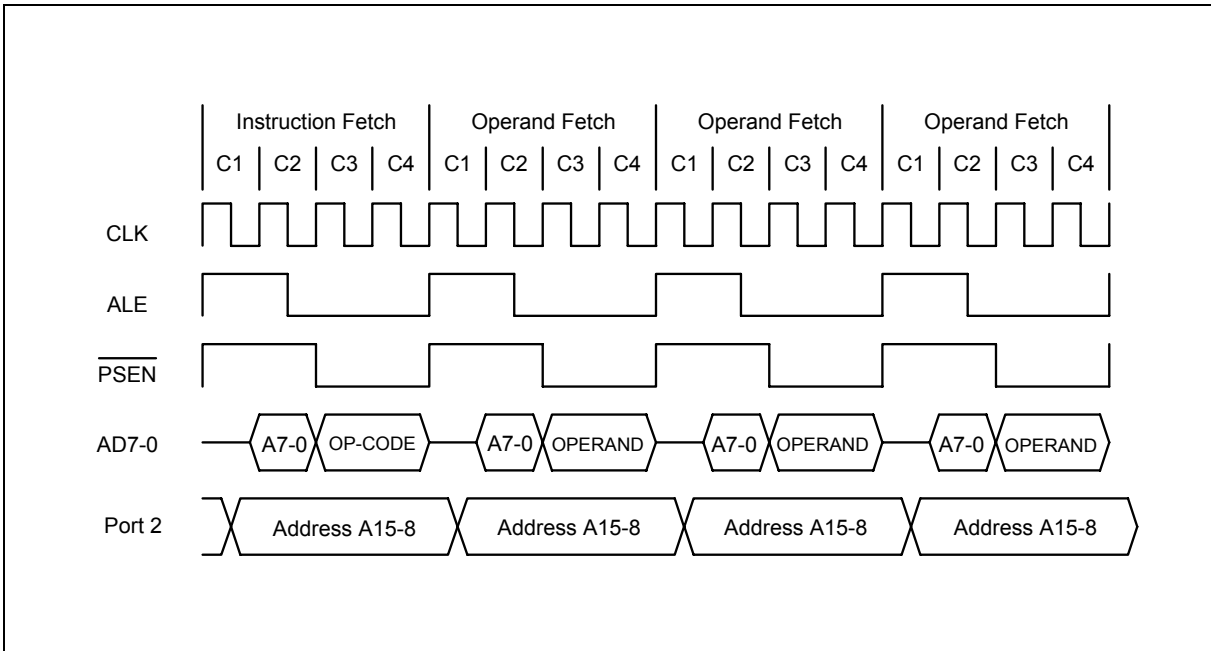 Instruction Fetch Operand Fetch Operand Fetch Operand Fetch
C1 C2 C3 C4 C1 C2 C3 C4 C1 C2 C3 C4 C1 C2 C3 C4
CLK
ALE
PSEN
AD7-0 A7-0 OP-CODE A7-0 OPERAND A7-0 OPERAND A7-0 OPERAND
Port 2 Address A15-8 Address A15-8 Address A15-8 Address A15-8